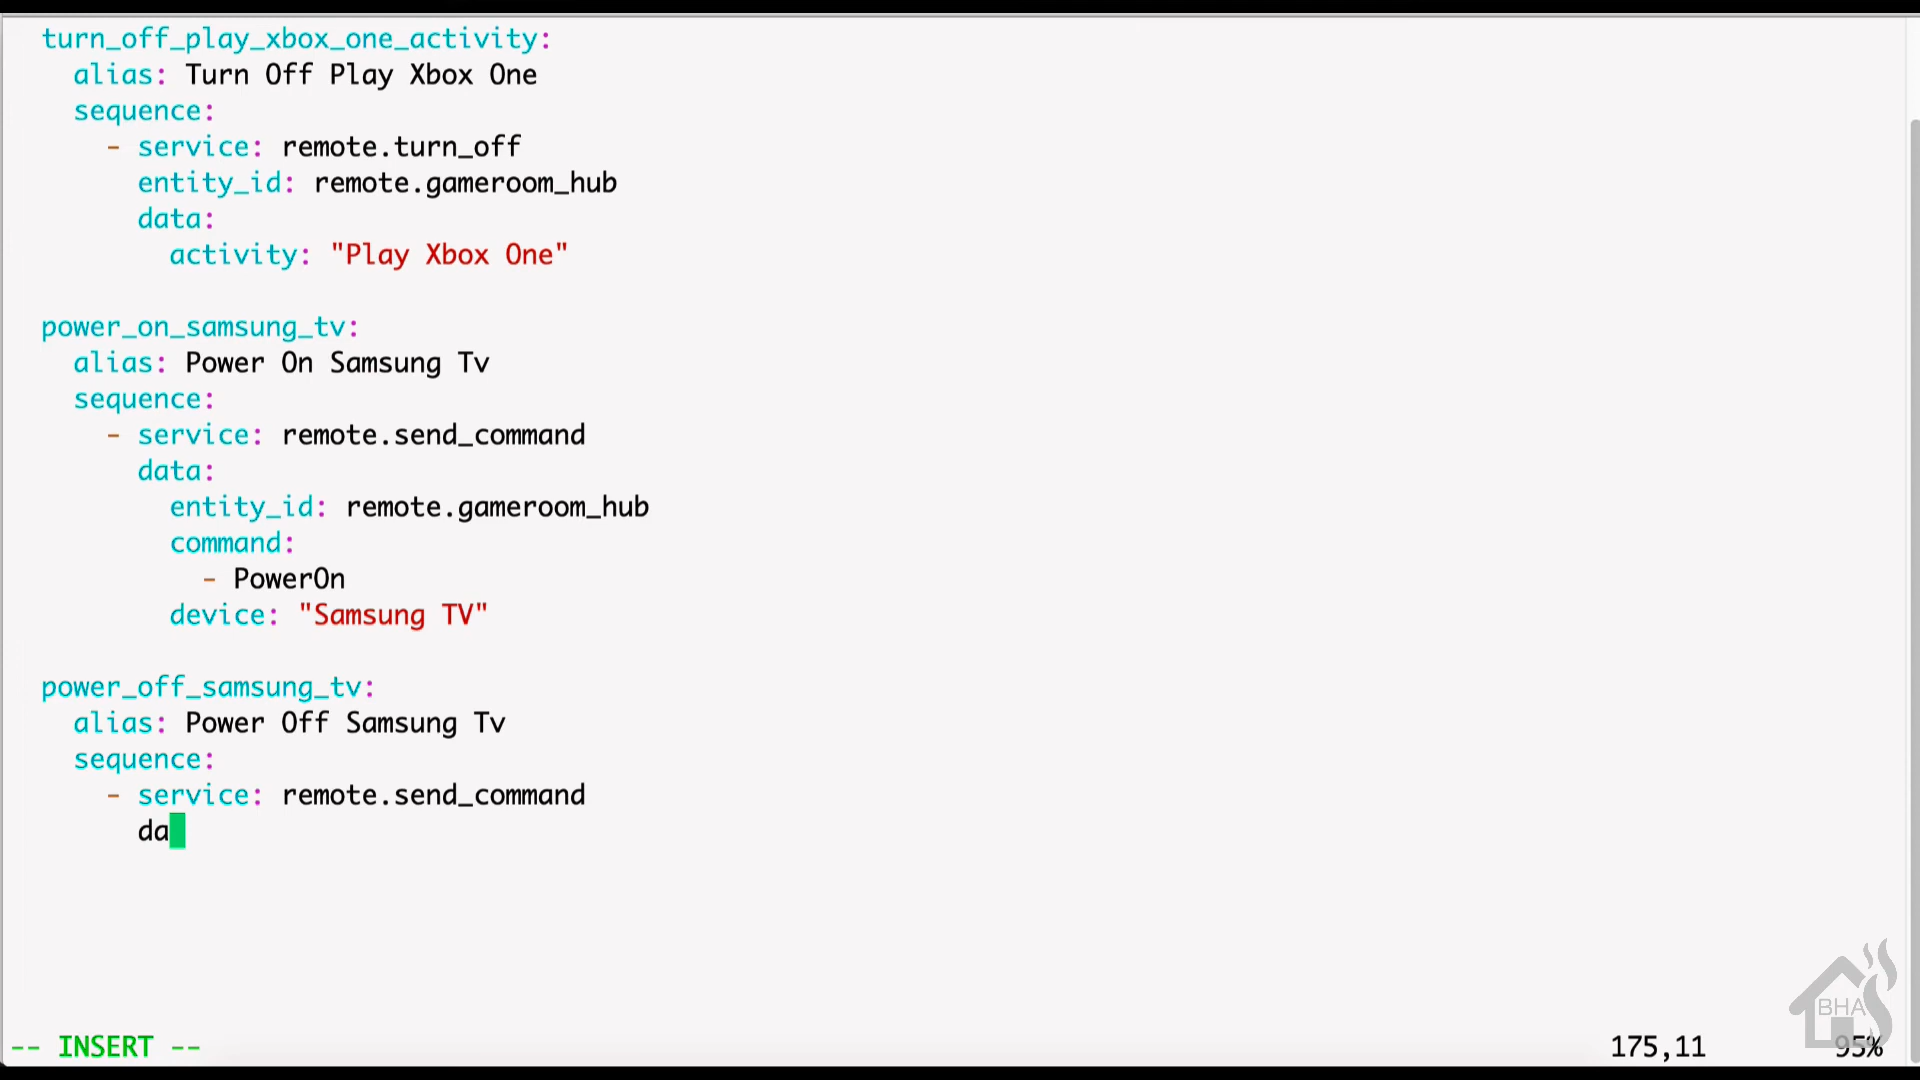 turn_off_play_xbox_one_activity:
alias: Turn Off Play Xbox One
sequence:
- service: remote.turn_off
entity_id: remote.gameroom_hub
data:
activity: "Play Xbox One"
power_on_samsung_tv:
alias: Power On Samsung Tv
sequence:
- service: remote.send_command
data:
entity_id: remote.gameroom_hub
command:
- PowerOn
device: "Samsung TV"
power_off_samsung_tv:
alias: Power Off Samsung Tv
sequence:
- service: remote.send_command
da
BHA
-- INSERT -- 175,11 95%